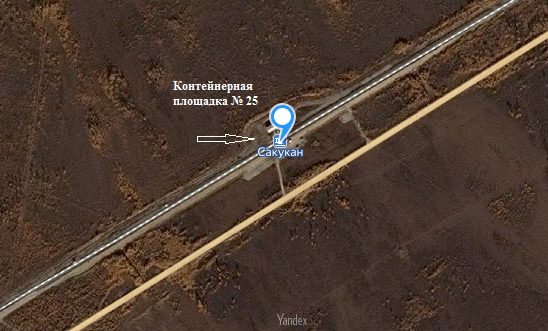 Контейнерная
площадка № 25
Сакукан
Yandex